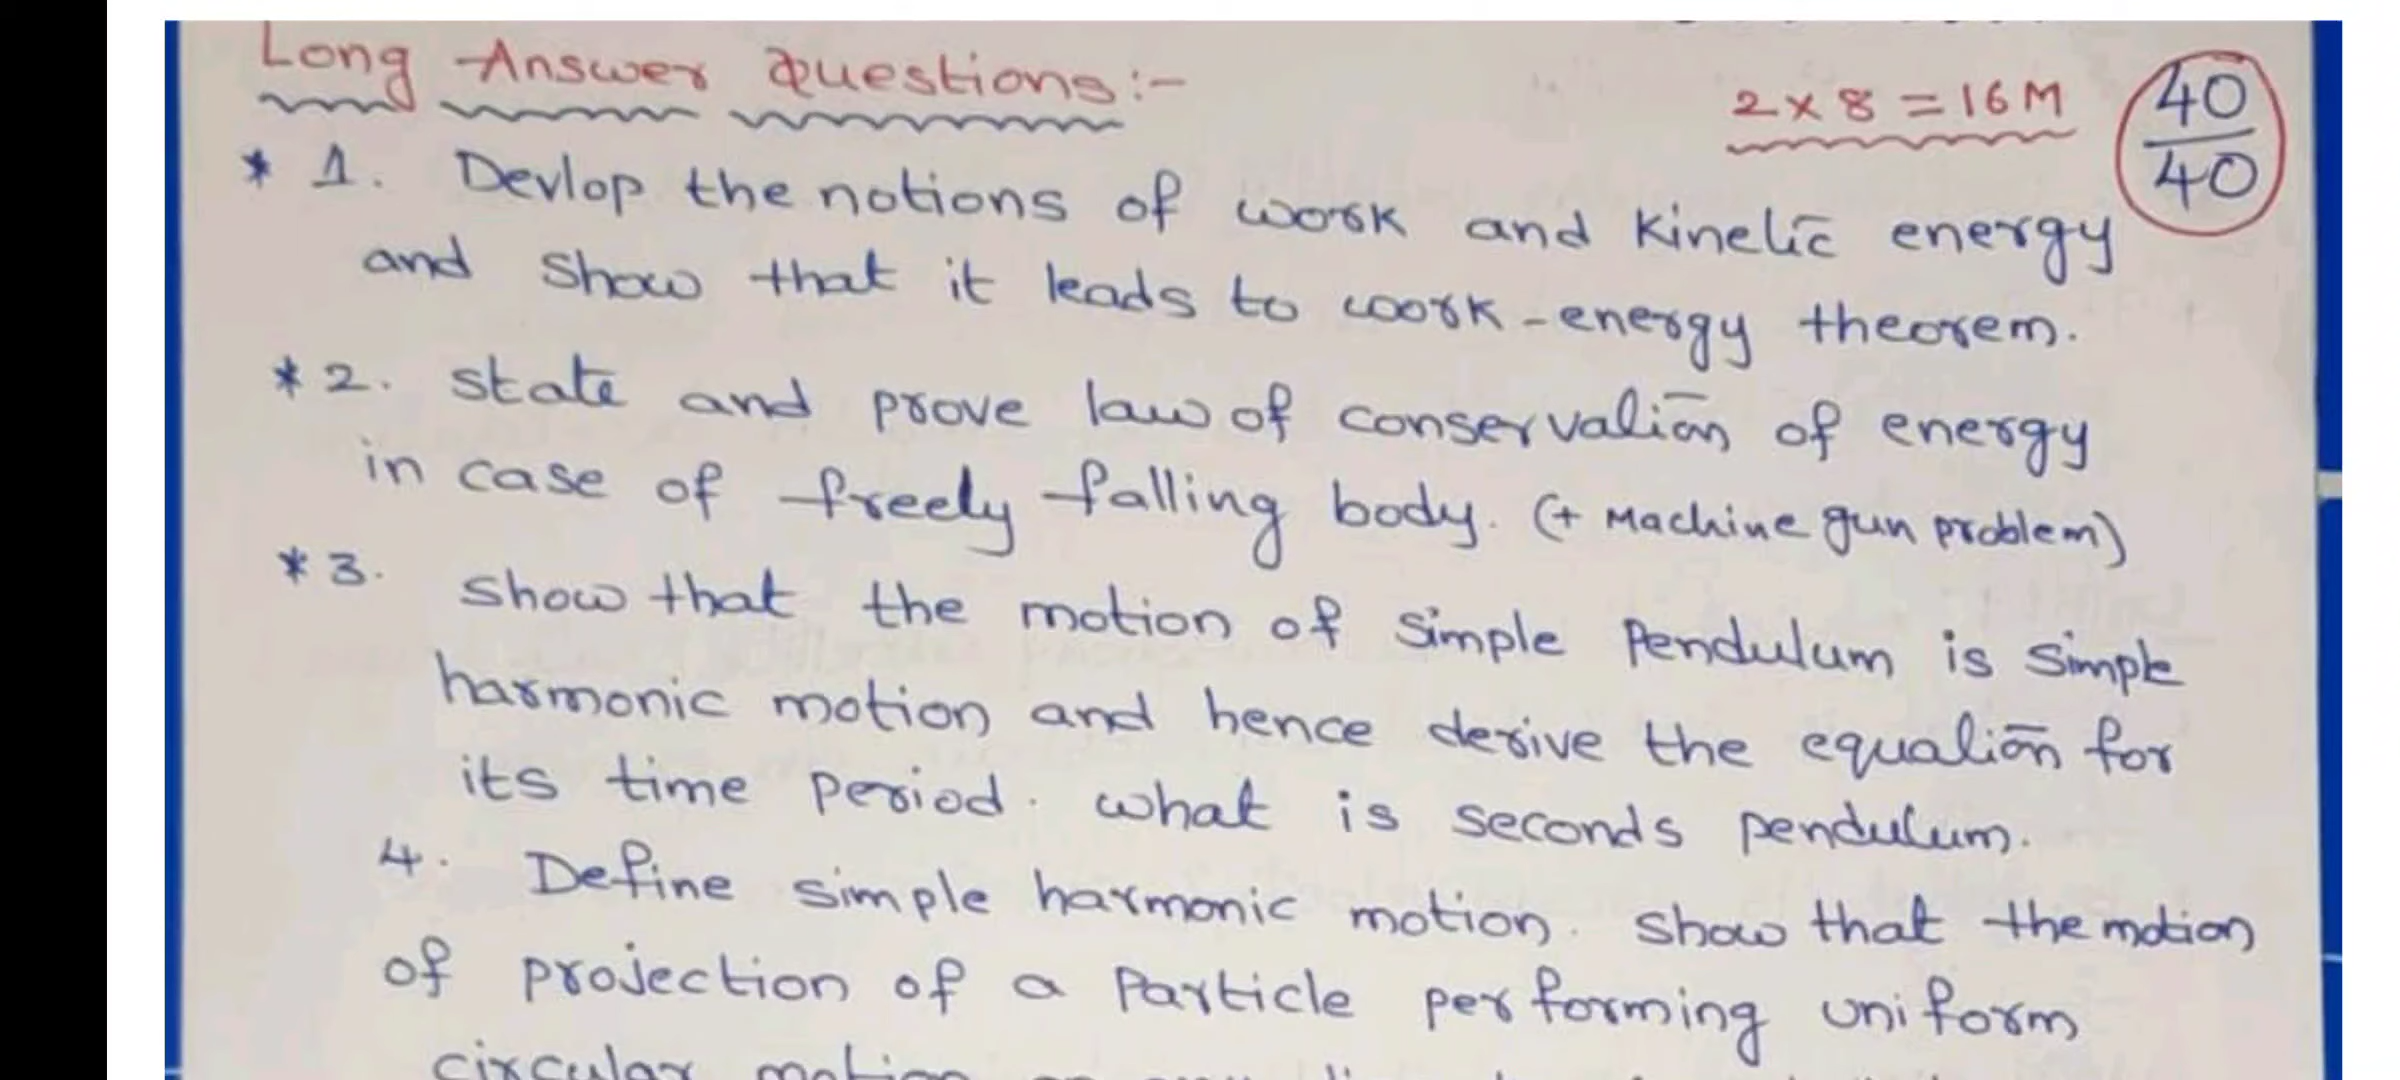 Long Answer Questions:-
2 x 8 = 16 M
40
40
* 1. Devlop the notions of work and kinetic energy
and show that it leads to work-energy theorem.
* 2. state and prove law of conservation of energy
in case of freely falling body. (+ Machine gun problem)
* 3. show that the motion of simple Pendulum is simple
harmonic motion and hence derive the equation for
its time period. what is seconds pendulum.
4. Define simple harmonic motion. show that the motion
of projection of a particle performing uniform
circular motion